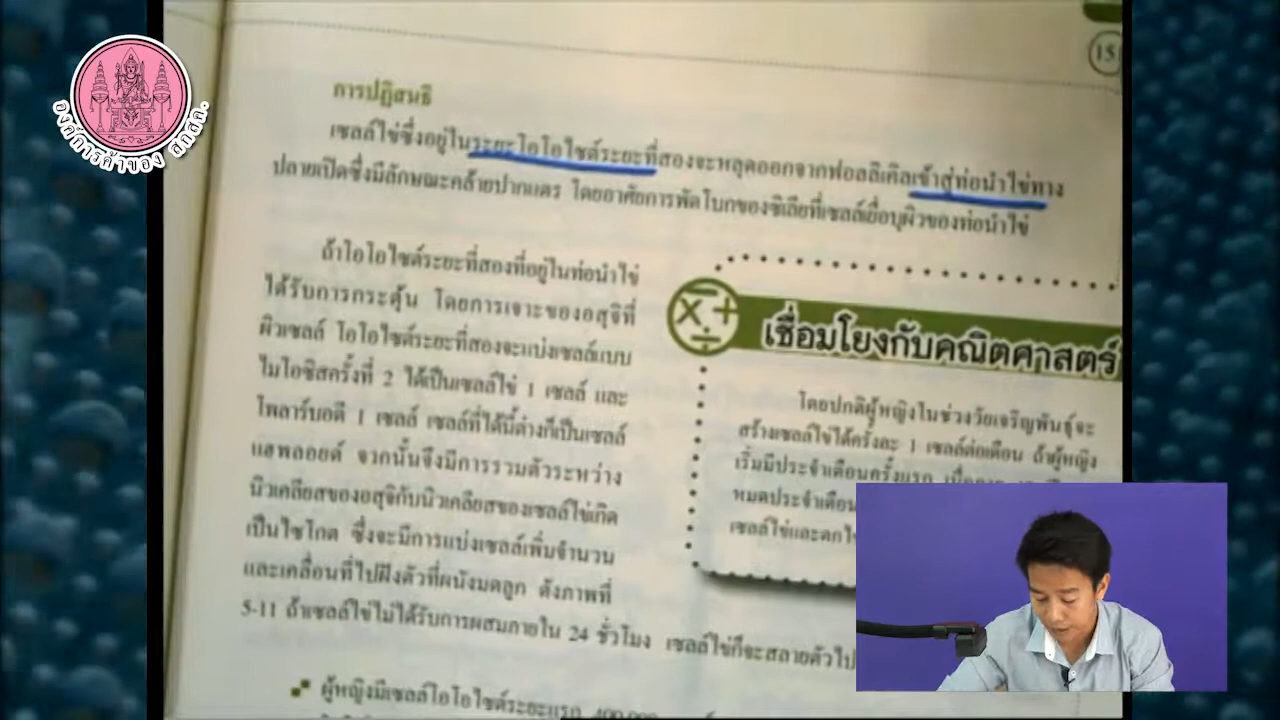 องค์การค้าของ สกสค.
15
การปฏิสนธิ
เซลล์ไข่ซึ่งอยู่ในระยะโอโอไซต์ระยะที่สองจะหลุดออกจากฟอลลิเคิลเข้าสู่ท่อนำไข่ทาง
ปลายเปิดซึ่งมีลักษณะคล้ายปากแตร โดยอาศัยการพัดโบกของซิเลียที่เซลล์เยื่อบุผิวของท่อนำไข่
ถ้าโอโอไซต์ระยะที่สองที่อยู่ในท่อนำไข่
ได้รับการกระตุ้น โดยการเจาะของอสุจิที่
ผิวเซลล์ โอโอไซต์ระยะที่สองจะแบ่งเซลล์แบบ
ไมโอซิสครั้งที่ 2 ได้เป็นเซลล์ไข่ 1 เซลล์ และ
โพลาร์บอดี 1 เซลล์ เซลล์ที่ได้นี้ต่างก็เป็นเซลล์
แฮพลอยด์ จากนั้นจึงมีการรวมตัวระหว่าง
นิวเคลียสของอสุจิกับนิวเคลียสของเซลล์ไข่เกิด
เป็นไซโกต ซึ่งจะมีการแบ่งเซลล์เพิ่มจำนวน
และเคลื่อนที่ไปฝังตัวที่ผนังมดลูก ดังภาพที่
5-11 ถ้าเซลล์ไข่ไม่ได้รับการผสมภายใน 24 ชั่วโมง เซลล์ไข่ก็จะสลายตัวไป
เชื่อมโยงกับคณิตศาสตร์
โดยปกติผู้หญิงในช่วงวัยเจริญพันธุ์จะ
สร้างเซลล์ไข่ได้ครั้งละ 1 เซลล์ต่อเดือน ถ้าผู้หญิง
เริ่มมีประจำเดือนครั้งแรก
หมดประจำเดือน
เซลล์ไข่และตกไข่
ผู้หญิงมีเซลล์โอโอไซต์ระยะแรก